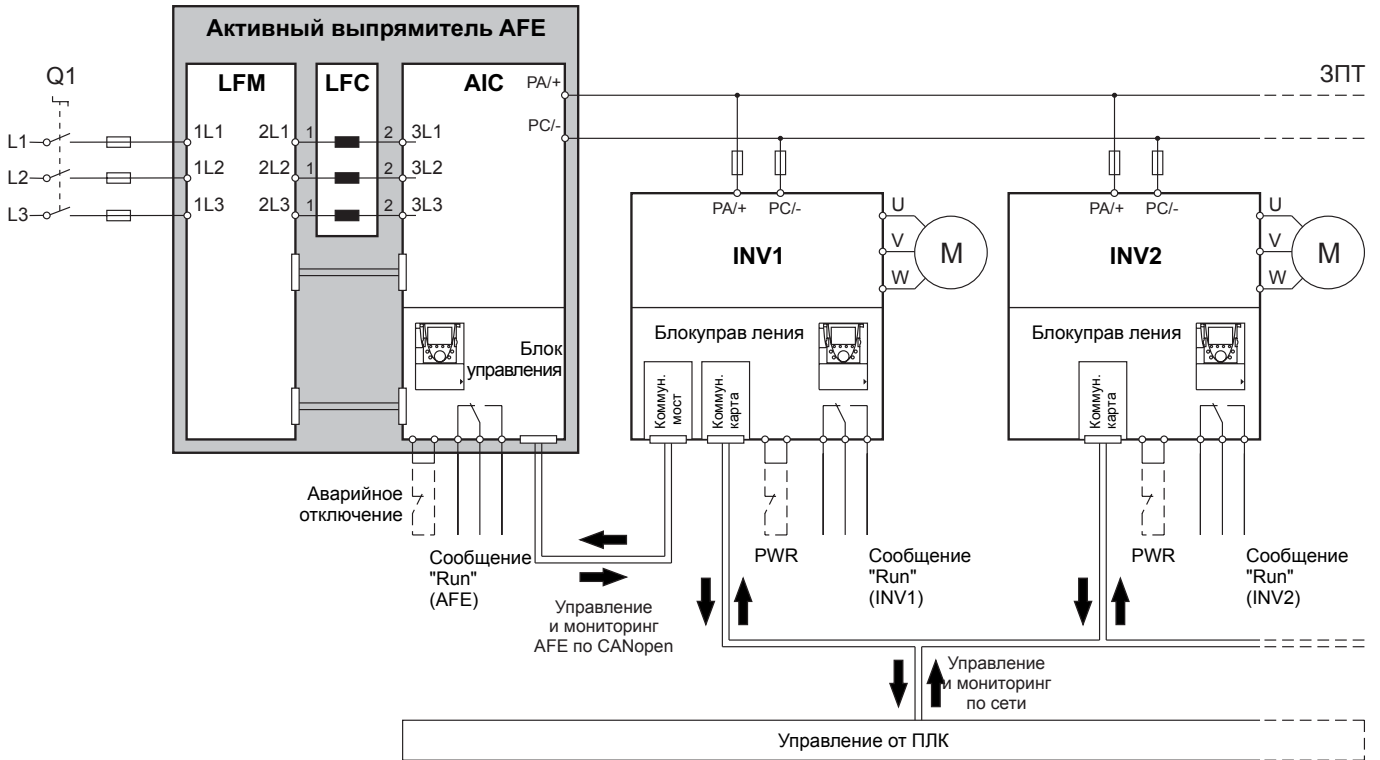 Активный выпрямитель AFE
Q1
LFM
LFC
AIC
PA/+
PC/-
ЗПТ
L1
1L1
2L1
1
2
3L1
L2
1L2
2L2
1
2
3L2
L3
1L3
2L3
1
2
3L3
Блок
управления
PA/+
PC/-
INV1
U
V
W
M
Блокуправ ления
Коммун.
мост
Коммун.
карта
PA/+
PC/-
INV2
U
V
W
M
Блокуправ ления
Коммун.
карта
Аварийное
отключение
Сообщение
"Run"
(AFE)
Управление
и мониторинг
AFE по CANopen
PWR
Сообщение
"Run"
(INV1)
PWR
Сообщение
"Run"
(INV2)
Управление
и мониторинг
по сети
Управление от ПЛК